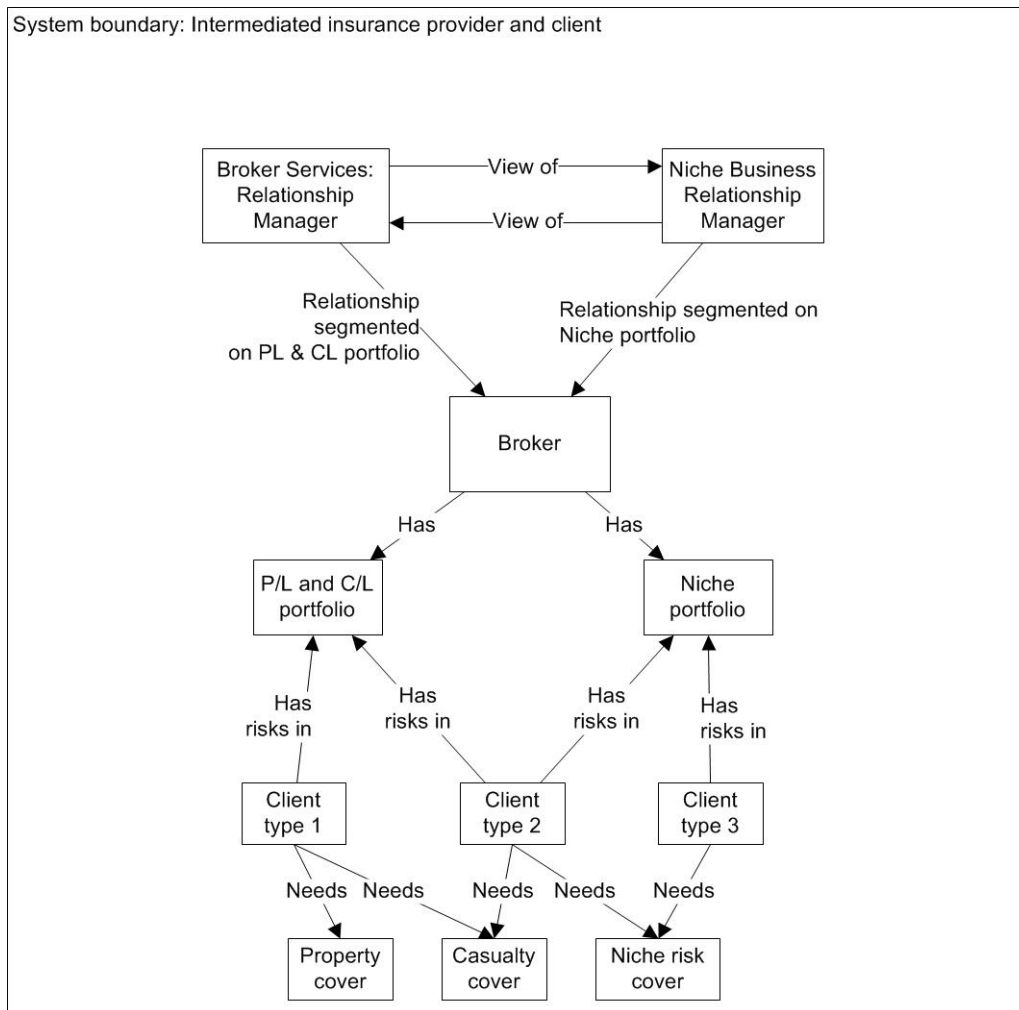 System boundary: Intermediated insurance provider and client
Broker Services:
Relationship
Manager
View of
View of
Niche Business
Relationship
Manager
Relationship
segmented
on PL & CL portfolio
Relationship segmented on
Niche portfolio
Broker
Has
Has
P/L and C/L
portfolio
Niche
portfolio
Has
risks in
Has
risks in
Has
risks in
Has
risks in
Client
type 1
Client
type 2
Client
type 3
Needs
Needs
Needs
Needs
Needs
Property
cover
Casualty
cover
Niche risk
cover